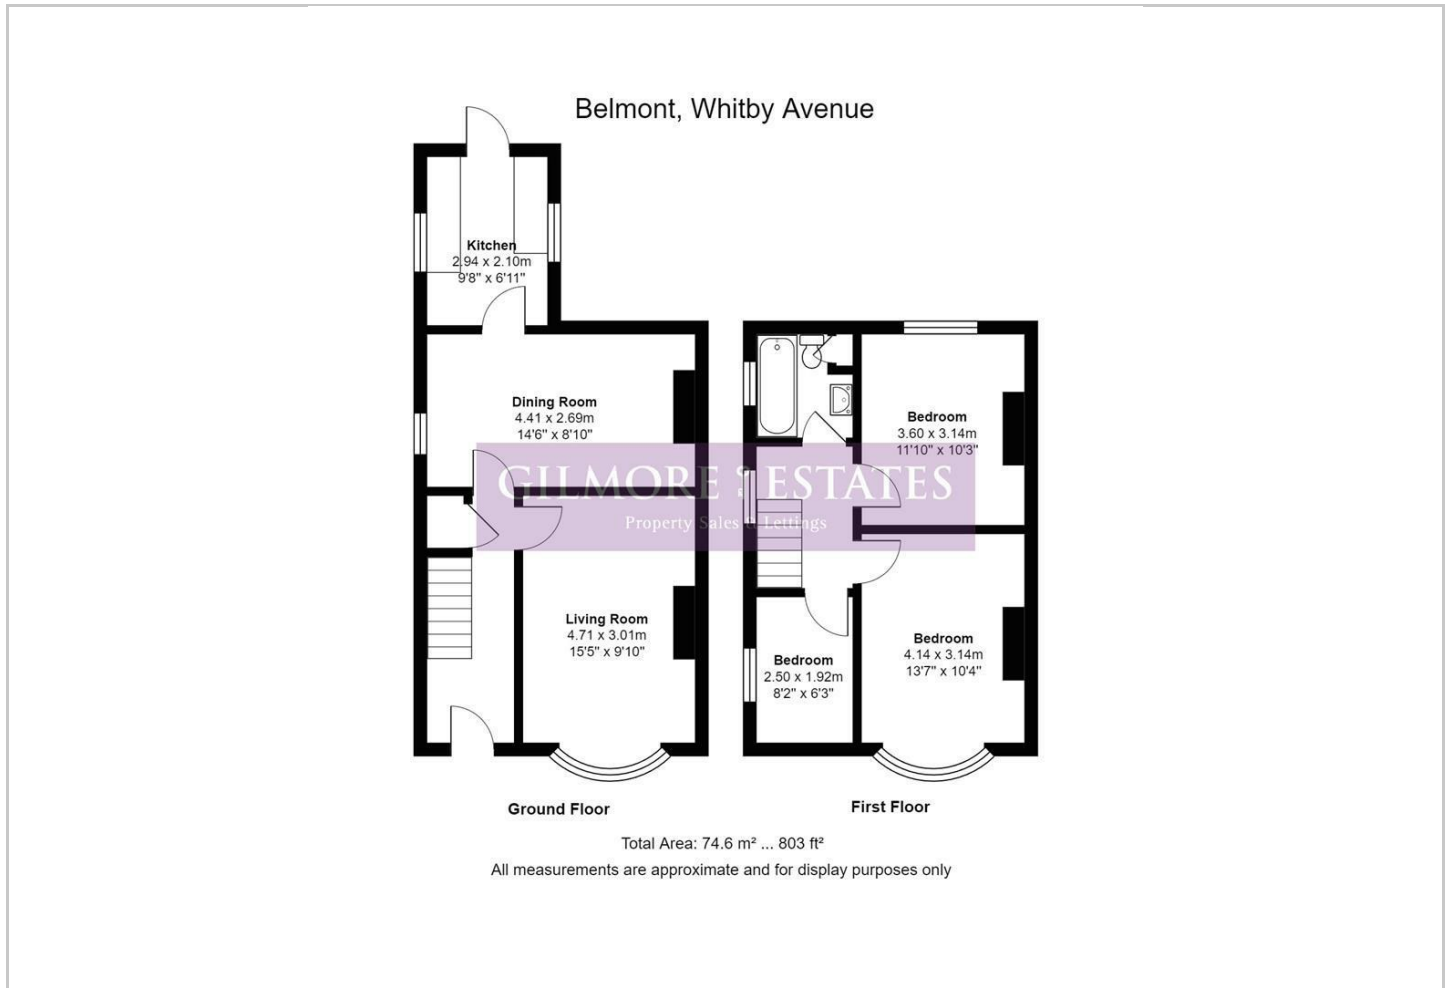 Belmont, Whitby Avenue
Kitchen
2.94 x 2.10m
9'8" x 6'11"
Dining Room
4.41 x 2.69m
14'6" x 8'10"
Living Room
4.71 x 3.01m
15'5" x 9'10"
Ground Floor
Bedroom
3.60 x 3.14m
11'10" x 10'3"
Bedroom
4.14 x 3.14m
13'7" x 10'4"
Bedroom
2.50 x 1.92m
8'2" x 6'3"
First Floor
GILMORE ESTATES
Property Sales & Lettings
Total Area: 74.6 m² ... 803 ft²
All measurements are approximate and for display purposes only